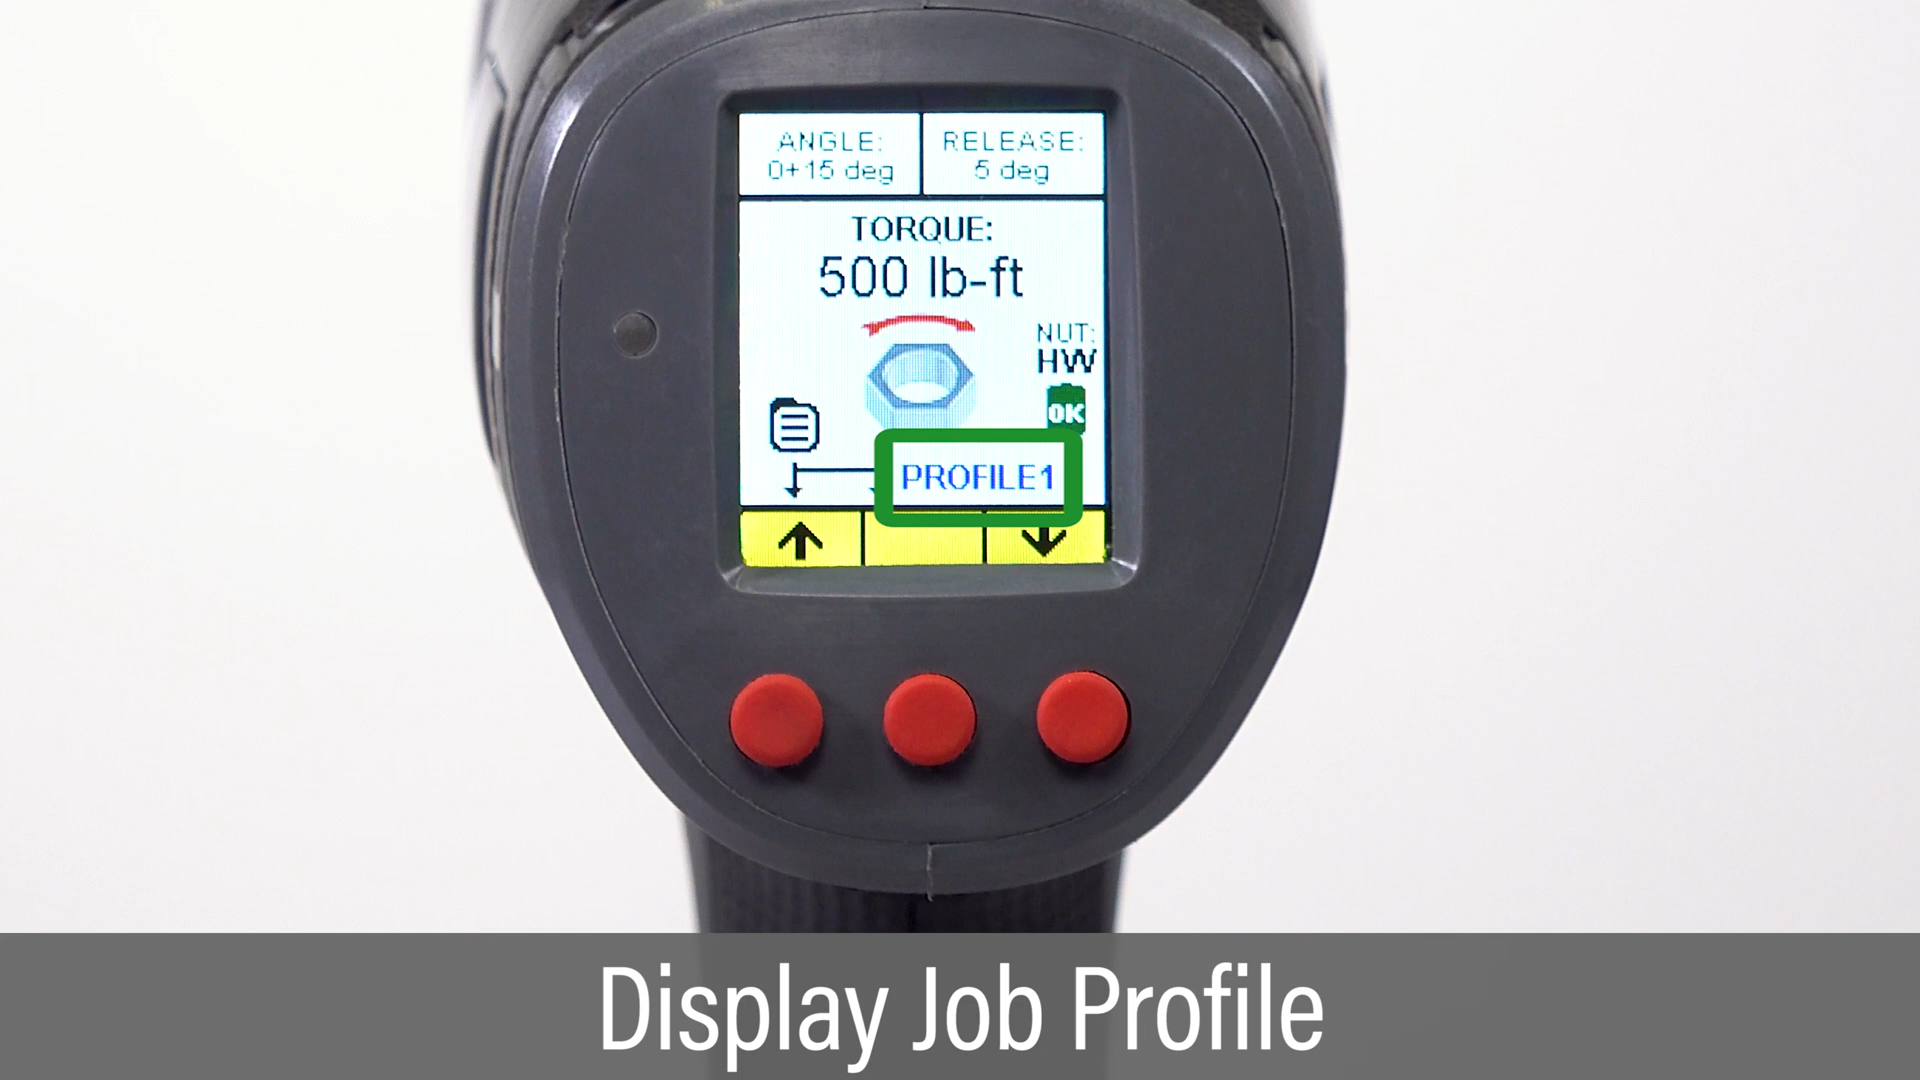 ANGLE:
0+15 deg
RELEASE:
5 deg
TORQUE:
500 lb-ft
NUT:
HW
OK
PROFILE1
Display Job Profile